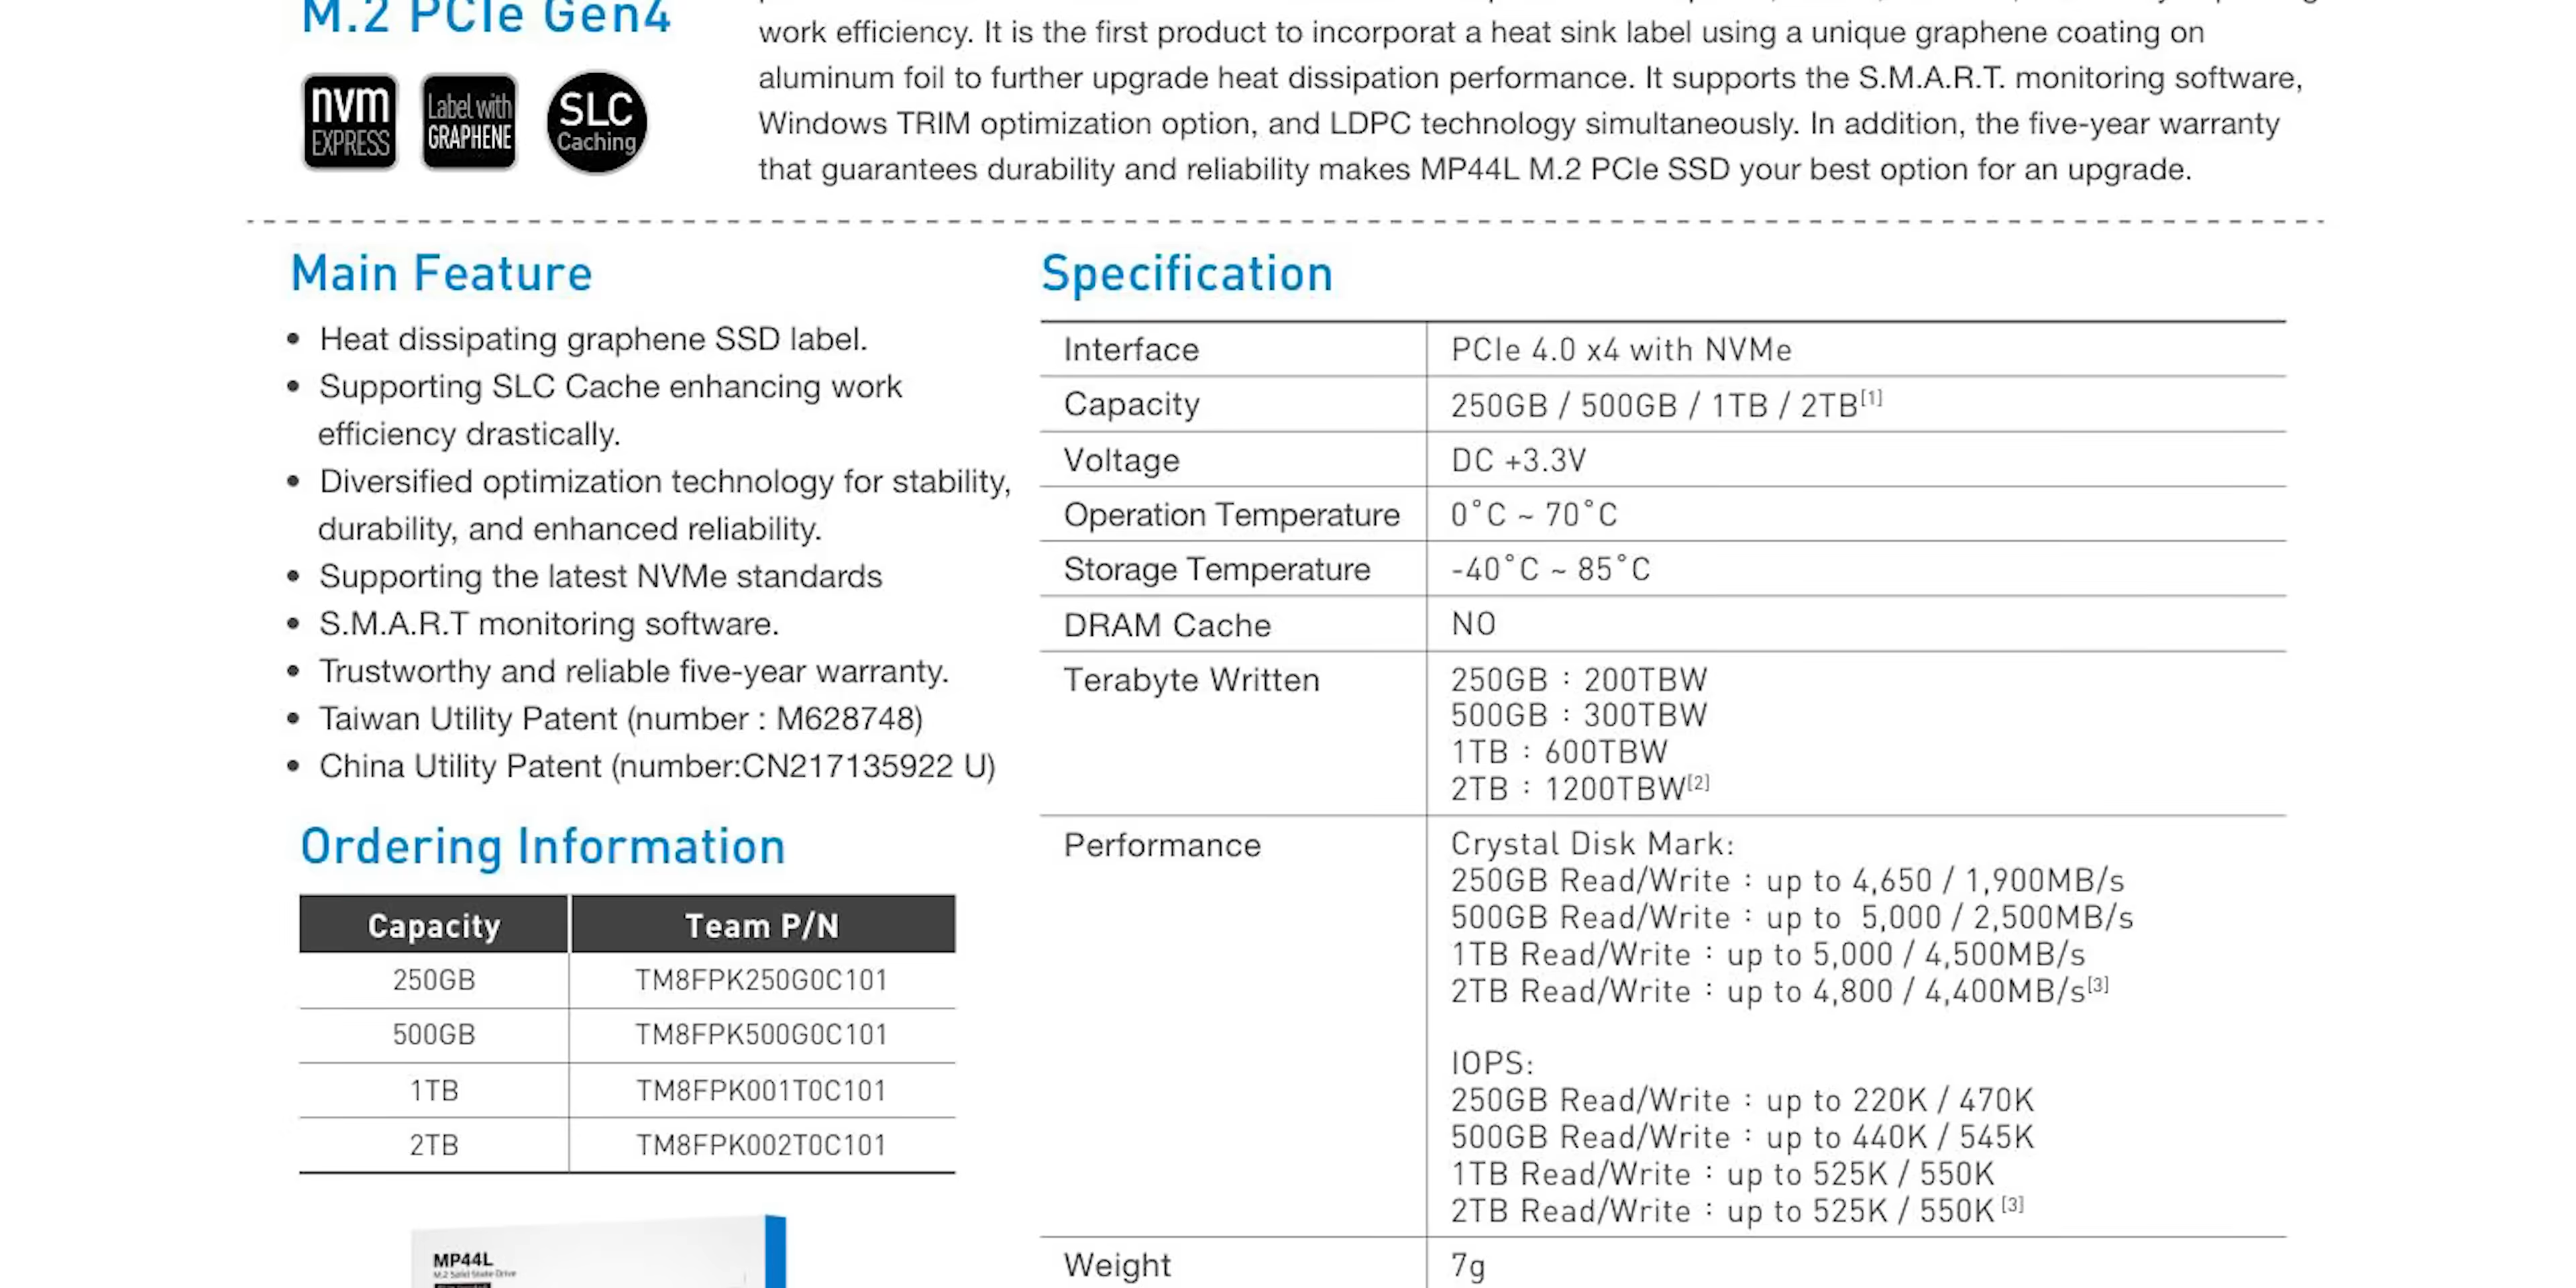 M.2 PCIe Gen4
nvm
EXPRESS
Label with
GRAPHENE
SLC
Caching
work efficiency. It is the first product to incorporat a heat sink label using a unique graphene coating on
aluminum foil to further upgrade heat dissipation performance. It supports the S.M.A.R.T. monitoring software,
Windows TRIM optimization option, and LDPC technology simultaneously. In addition, the five-year warranty
that guarantees durability and reliability makes MP44L M.2 PCIe SSD your best option for an upgrade.
Main Feature
• Heat dissipating graphene SSD label.
• Supporting SLC Cache enhancing work
efficiency drastically.
• Diversified optimization technology for stability,
durability, and enhanced reliability.
• Supporting the latest NVMe standards
• S.M.A.R.T monitoring software.
• Trustworthy and reliable five-year warranty.
• Taiwan Utility Patent (number : M628748)
• China Utility Patent (number:CN217135922 U)
Ordering Information
Capacity Team P/N
250GB TM8FPK250G0C101
500GB TM8FPK500G0C101
1TB TM8FPK001T0C101
2TB TM8FPK002T0C101
MP44L
M.2 Solid State Drive
Specification
Interface PCIe 4.0 x4 with NVMe
Capacity 250GB / 500GB / 1TB / 2TB[1]
Voltage DC +3.3V
Operation Temperature 0˚C ~ 70˚C
Storage Temperature -40˚C ~ 85˚C
DRAM Cache NO
Terabyte Written 250GB : 200TBW
500GB : 300TBW
1TB : 600TBW
2TB : 1200TBW[2]
Performance Crystal Disk Mark:
250GB Read/Write : up to 4,650 / 1,900MB/s
500GB Read/Write : up to 5,000 / 2,500MB/s
1TB Read/Write : up to 5,000 / 4,500MB/s
2TB Read/Write : up to 4,800 / 4,400MB/s[3]
IOPS:
250GB Read/Write : up to 220K / 470K
500GB Read/Write : up to 440K / 545K
1TB Read/Write : up to 525K / 550K
2TB Read/Write : up to 525K / 550K[3]
Weight 7g